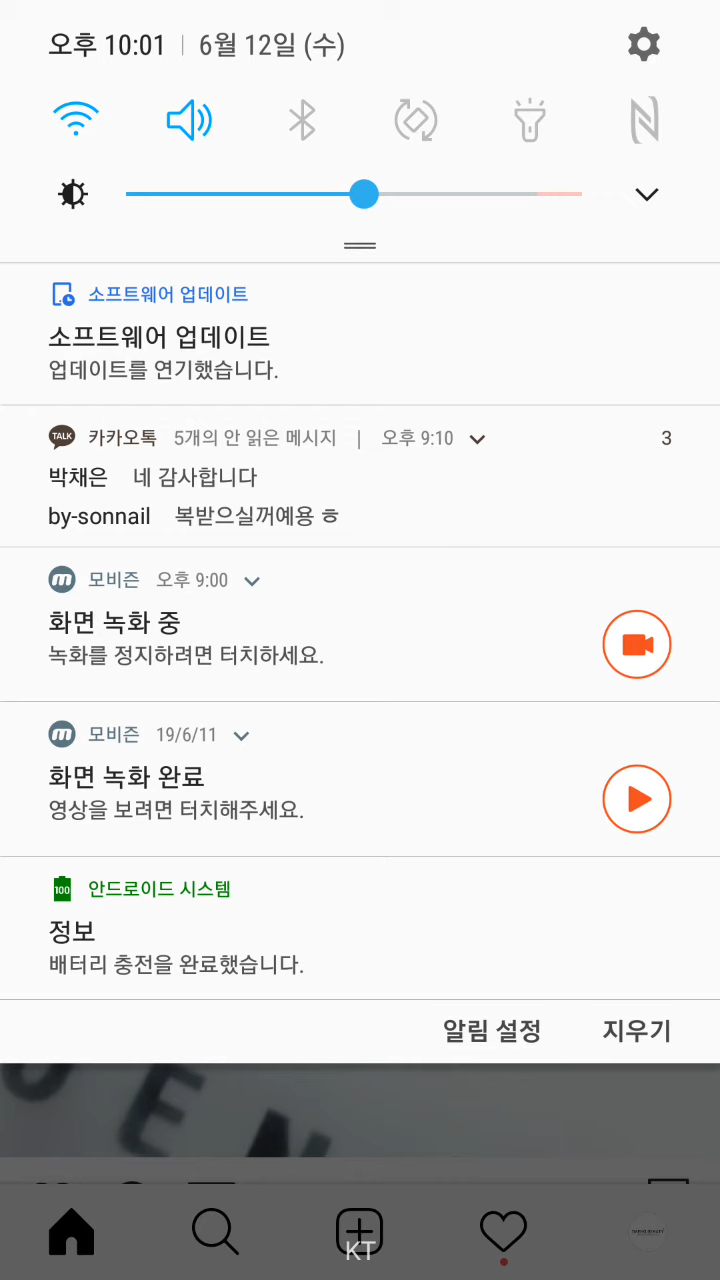 오후 10:01 | 6월 12일 (수)
소프트웨어 업데이트
소프트웨어 업데이트
업데이트를 연기했습니다.
TALK 카카오톡 5개의 안 읽은 메시지 | 오후 9:10 3
박채은 네 감사합니다
by-sonnail 복받으실꺼예용 ㅎ
m 모비즌 오후 9:00
화면 녹화 중
녹화를 정지하려면 터치하세요.
m 모비즌 19/6/11
화면 녹화 완료
영상을 보려면 터치해주세요.
100 안드로이드 시스템
정보
배터리 충전을 완료했습니다.
알림 설정 지우기
E N
KT